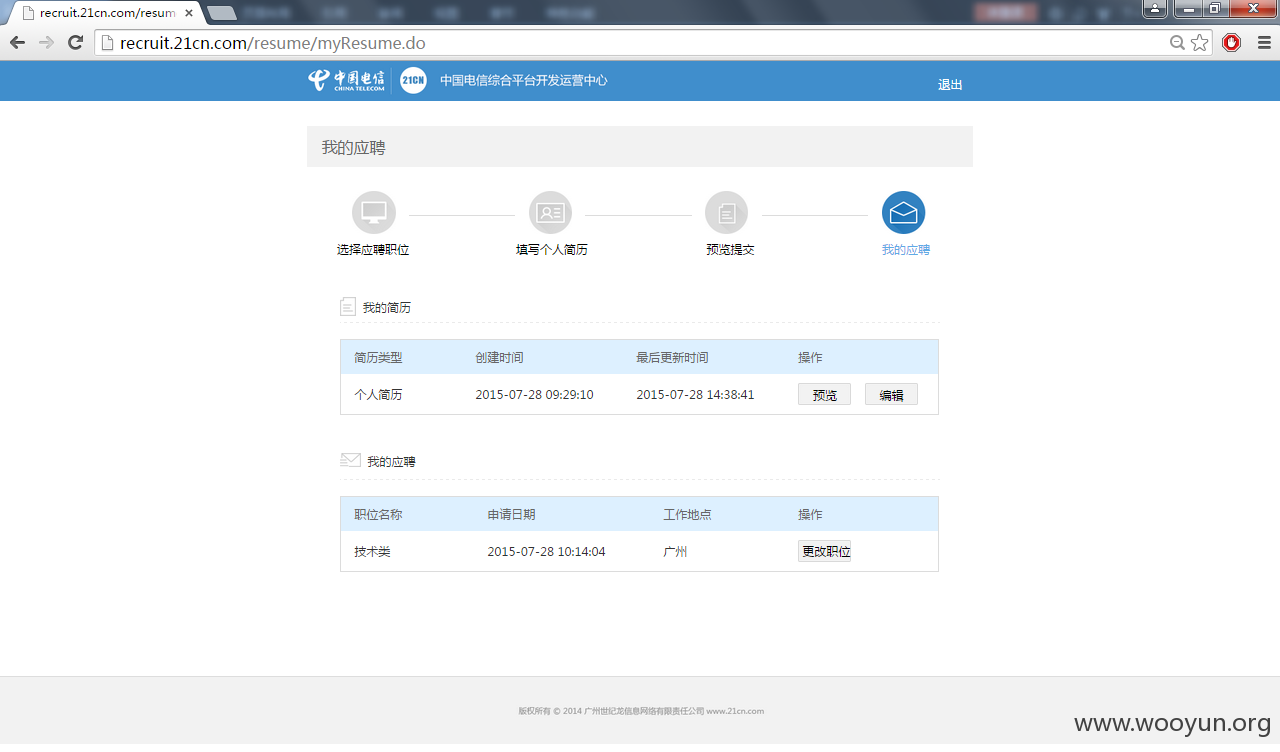 recruit.21cn.com/resum
recruit.21cn.com/resume/myResume.do
中国电信 CHINA TELECOM 21CN 中国电信综合平台开发运营中心 退出
我的应聘
选择应聘职位 填写个人简历 预览提交 我的应聘
我的简历
简历类型 创建时间 最后更新时间 操作
个人简历 2015-07-28 09:29:10 2015-07-28 14:38:41 预览 编辑
我的应聘
职位名称 申请日期 工作地点 操作
技术类 2015-07-28 10:14:04 广州 更改职位
版权所有 © 2014 广州世纪龙信息网络有限责任公司 www.21cn.com
www.wooyun.org